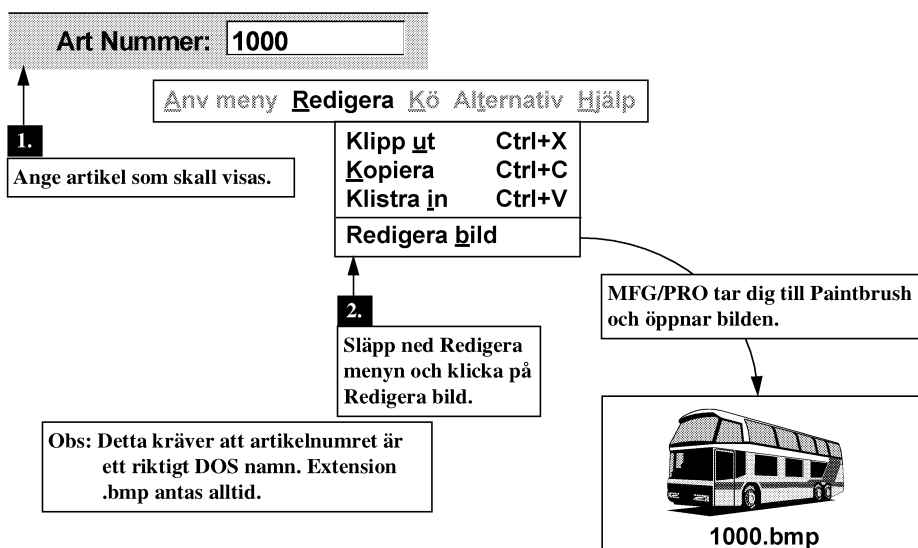 Art Nummer: 1000
Anv meny Redigera Kö Alternativ Hjälp
1.
Ange artikel som skall visas.
Klipp ut Ctrl+X
Kopiera Ctrl+C
Klistra in Ctrl+V
Redigera bild
2.
Släpp ned Redigera
menyn och klicka på
Redigera bild.
MFG/PRO tar dig till Paintbrush
och öppnar bilden.
Obs: Detta kräver att artikelnumret är
ett riktigt DOS namn. Extension
.bmp antas alltid.
1000.bmp